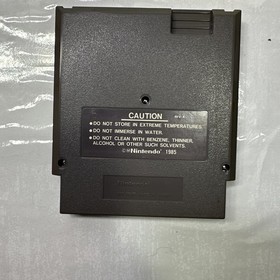 CAUTION
●DO NOT STORE IN EXTREME TEMPERATURES.
●DO NOT IMMERSE IN WATER.
●DO NOT CLEAN WITH BENZENE, THINNER,
ALCOHOL OR OTHER SUCH SOLVENTS.
©®Nintendo® 1985